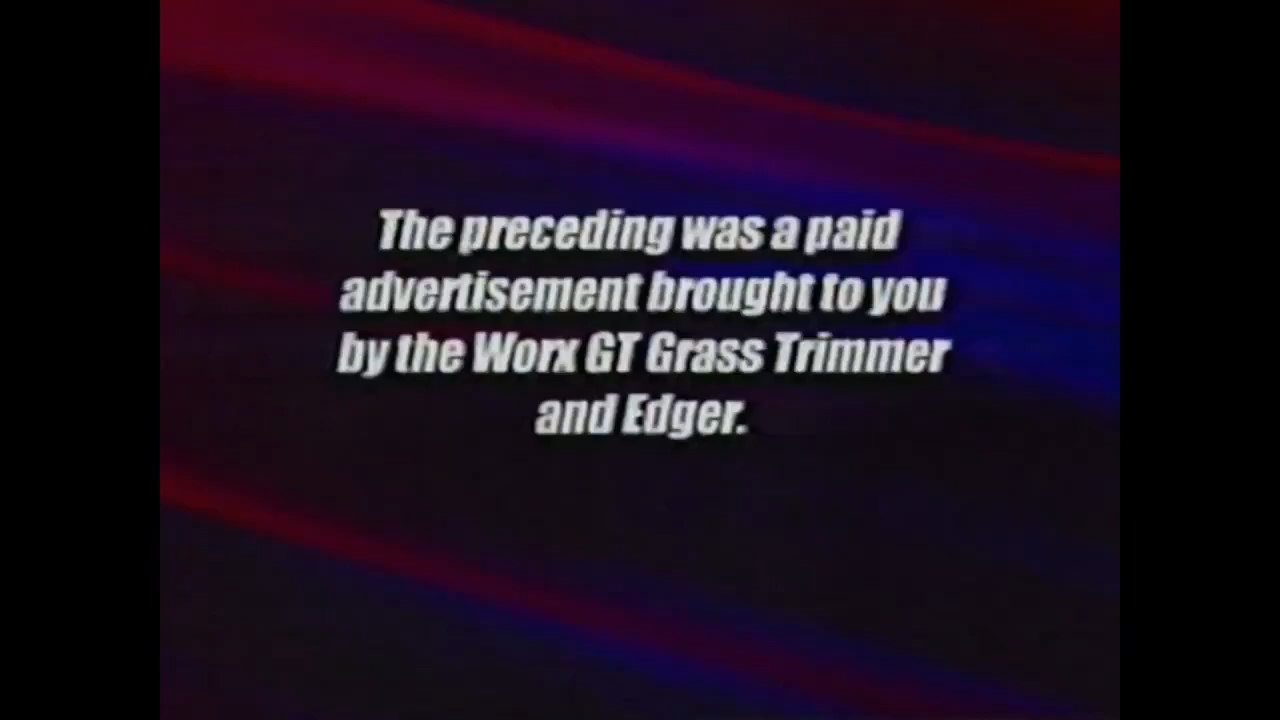 The preceding was a paid
advertisement brought to you
by the Worx GT Grass Trimmer
and Edger.